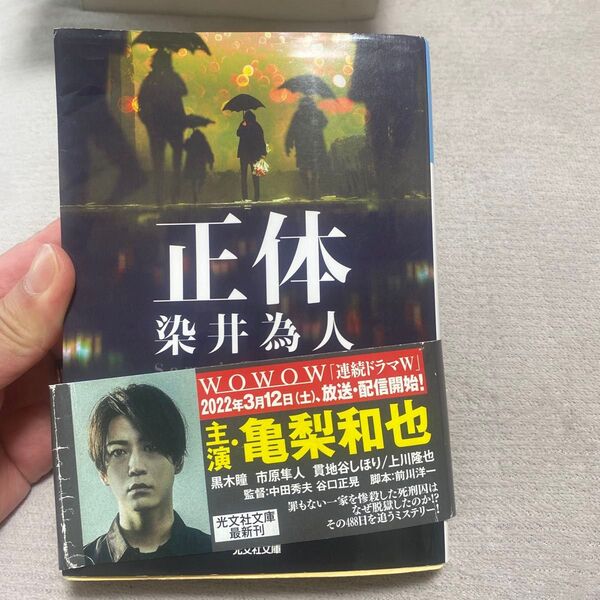 正体
染井為人
WOWOW「連続ドラマW」
2022年3月12日(土)、放送・配信開始!
主演・亀梨和也
黒木瞳 市原隼人 貫地谷しほり/上川隆也
監督:中田秀夫 谷口正晃 脚本:前川洋一
罪もない一家を惨殺した死刑囚は
なぜ脱獄したのか!?
その488日を追うミステリー!
光文社文庫
最新刊
光文社文庫